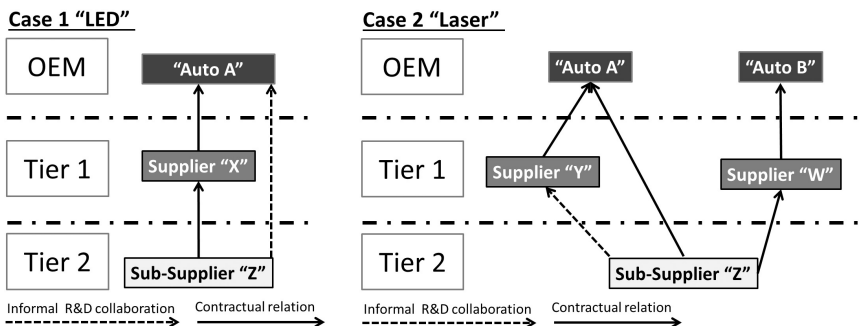 Case 1 “LED”
OEM
“Auto A”
Tier 1
Supplier “X”
Tier 2
Sub-Supplier “Z”
Informal R&D collaboration
Contractual relation
Case 2 “Laser”
OEM
“Auto A”
“Auto B”
Tier 1
Supplier “Y”
Supplier “W”
Tier 2
Sub-Supplier “Z”
Informal R&D collaboration
Contractual relation